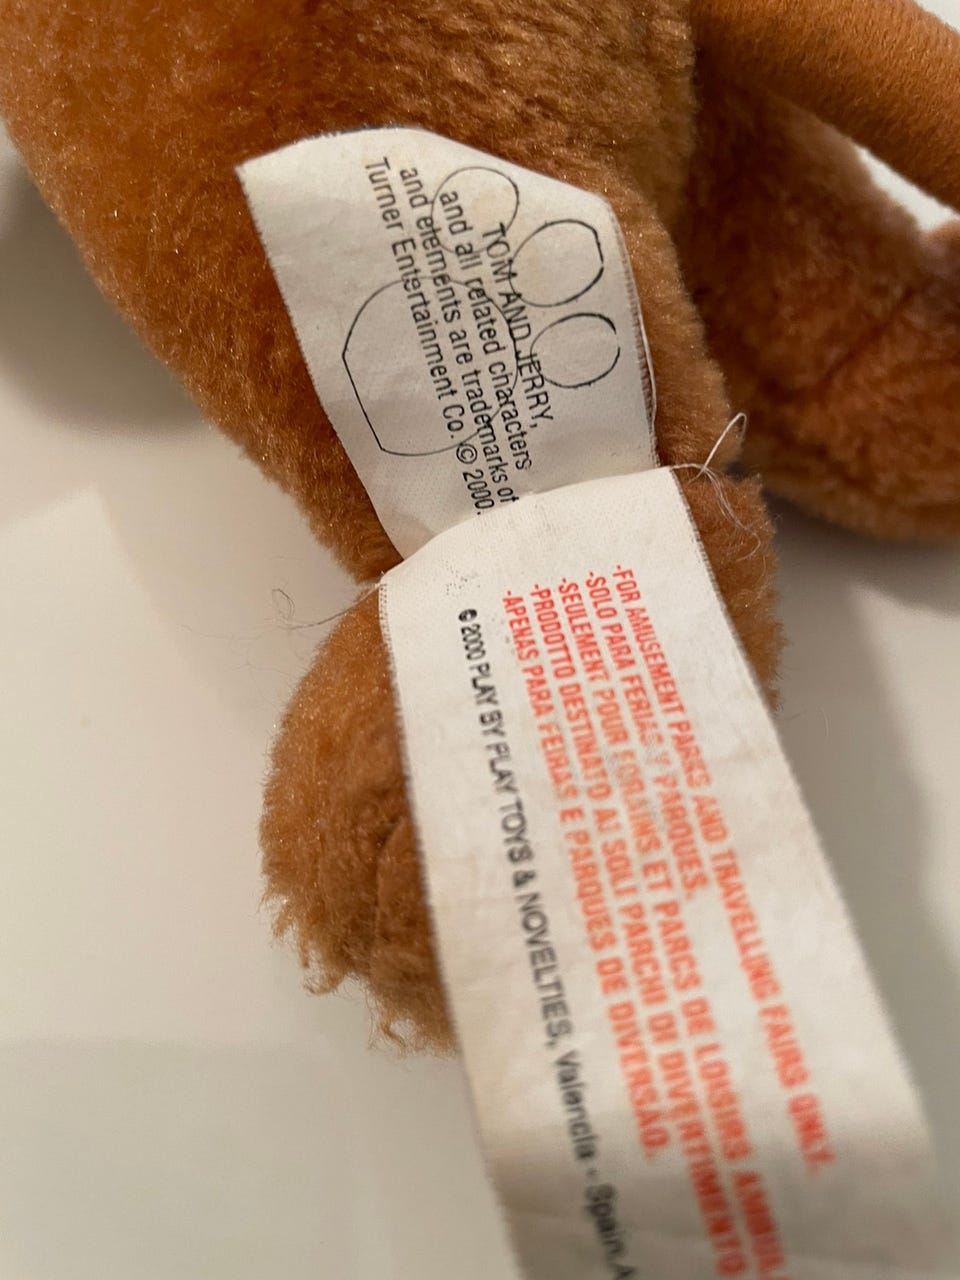 TOM AND JERRY,
and all related characters
and elements are trademarks of
Turner Entertainment Co. © 2000.
-FOR AMUSEMENT PARKS AND TRAVELLING FAIRS ONLY.
-SOLO PARA FERIAS Y PARQUES.
-SEULEMENT POUR FORAINS ET PARCS DE LOISIRS
-PRODOTTO DESTINATO AI SOLI PARCHI DI DIVERTIMENTO
-APENAS PARA FEIRAS E PARQUES DE DIVERSÃO.
© 2000 PLAY BY PLAY TOYS & NOVELTIES, Valencia - Spain.